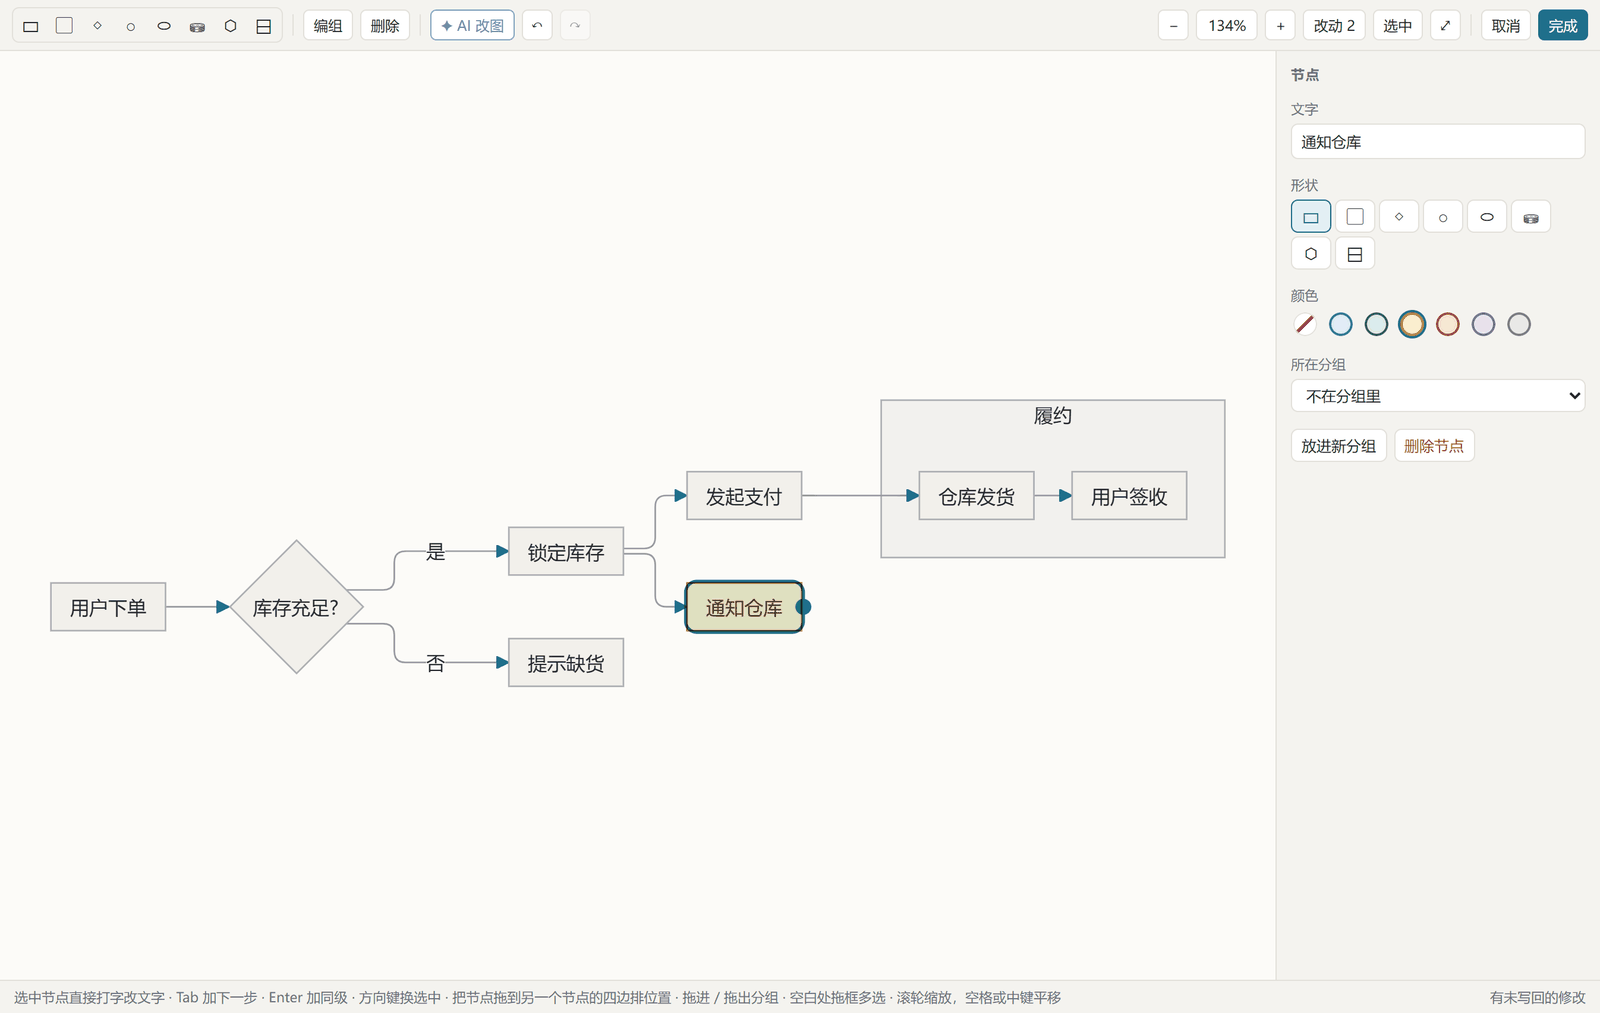 编组 删除 AI 改图 134% 改动 2 选中 取消 完成
节点
文字
通知仓库
形状
颜色
所在分组
不在分组里
放进新分组 删除节点
履约
发起支付 仓库发货 用户签收
是 锁定库存
用户下单 库存充足? 通知仓库
否 提示缺货
选中节点直接打字改文字 · Tab 加下一步 · Enter 加同级 · 方向键换选中 · 把节点拖到另一个节点的四边排位置 · 拖进 / 拖出分组 · 空白处拖框多选 · 滚轮缩放，空格或中键平移 有未写回的修改